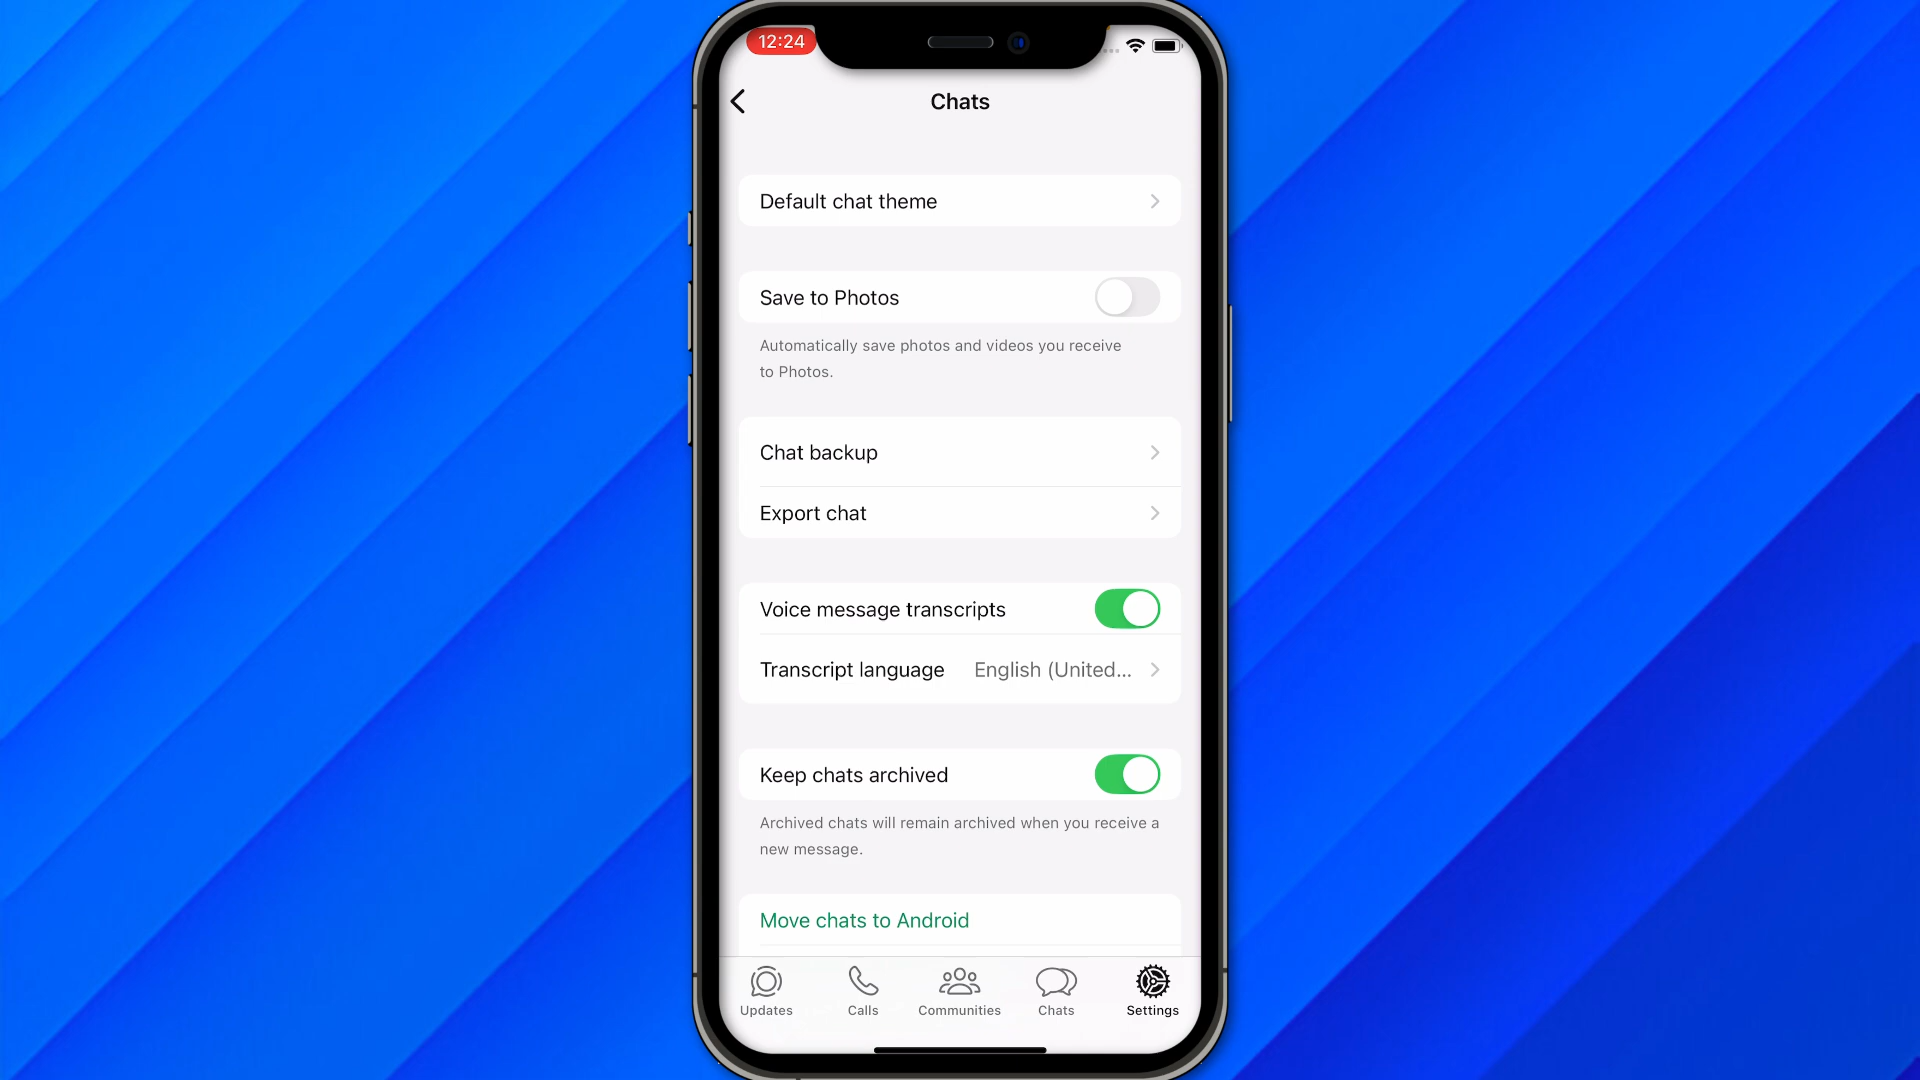 12:24
Chats
Default chat theme
Save to Photos
Automatically save photos and videos you receive
to Photos.
Chat backup
Export chat
Voice message transcripts
Transcript language English (United...
Keep chats archived
Archived chats will remain archived when you receive a
new message.
Move chats to Android
Updates Calls Communities Chats Settings